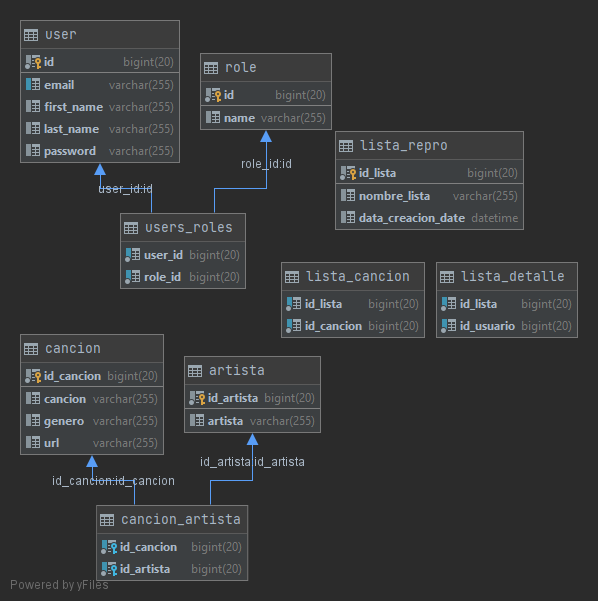 user
id bigint(20)
email varchar(255)
first_name varchar(255)
last_name varchar(255)
password varchar(255)
role
id bigint(20)
name varchar(255)
role_id:id
user_id:id
lista_repro
id_lista bigint(20)
nombre_lista varchar(255)
data_creacion_date datetime
users_roles
user_id bigint(20)
role_id bigint(20)
lista_cancion
id_lista bigint(20)
id_cancion bigint(20)
lista_detalle
id_lista bigint(20)
id_usuario bigint(20)
cancion
id_cancion bigint(20)
cancion varchar(255)
genero varchar(255)
url varchar(255)
artista
id_artista bigint(20)
artista varchar(255)
id_artista:id_artista
id_cancion:id_cancion
cancion_artista
id_cancion bigint(20)
id_artista bigint(20)
Powered by yFiles